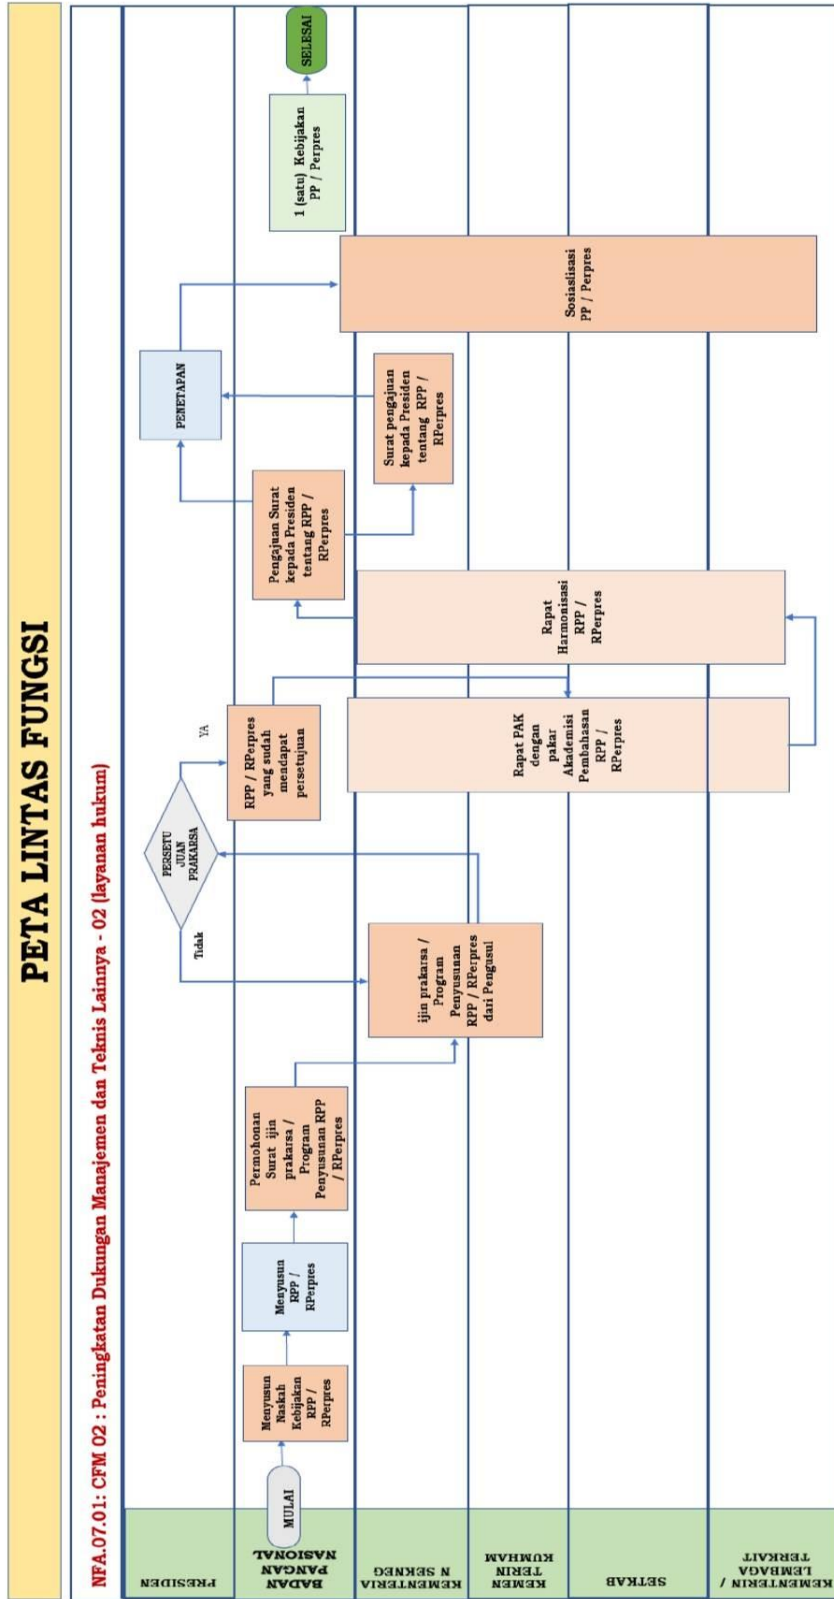 PETA LINTAS FUNGSI
NFA.07.01: CFM 02 : Peningkatan Dukungan Manajemen dan Teknis Lainnya - 02 (layanan hukum)
PRESIDEN
BADAN
PANGAN
NASIONAL
KEMENTERIA
N SEKNEG
KEMEN
TERIN
KUMHAM
SETKAB
KEMENTERIN /
LEMBAGA
TERKAIT
MULAI
Menyusun
Naskah
Kebijakan
RPP /
RPerpres
Menyusun
RPP /
RPerpres
Permohonan
Surat ijin
prakarsa /
Program
Penyusunan RPP
/ RPerpres
ijin prakarsa /
Program
Penyusunan
RPP / RPerpres
dari Pengusul
Tidak
PERSETU
JUAN
PRAKARSA
YA
RPP / RPerpres
yang sudah
mendapat
persetujuan
Rapat PAK
dengan
pakar
Akademisi
Pembahasan
RPP /
RPerpres
Rapat
Harmonisasi
RPP /
RPerpres
Pengajuan Surat
kepada Presiden
tentang RPP /
RPerpres
Surat pengajuan
kepada Presiden
tentang RPP /
RPerpres
PENETAPAN
Sosiaslisasi
PP / Perpres
1 (satu) Kebijakan
PP / Perpres
SELESAI